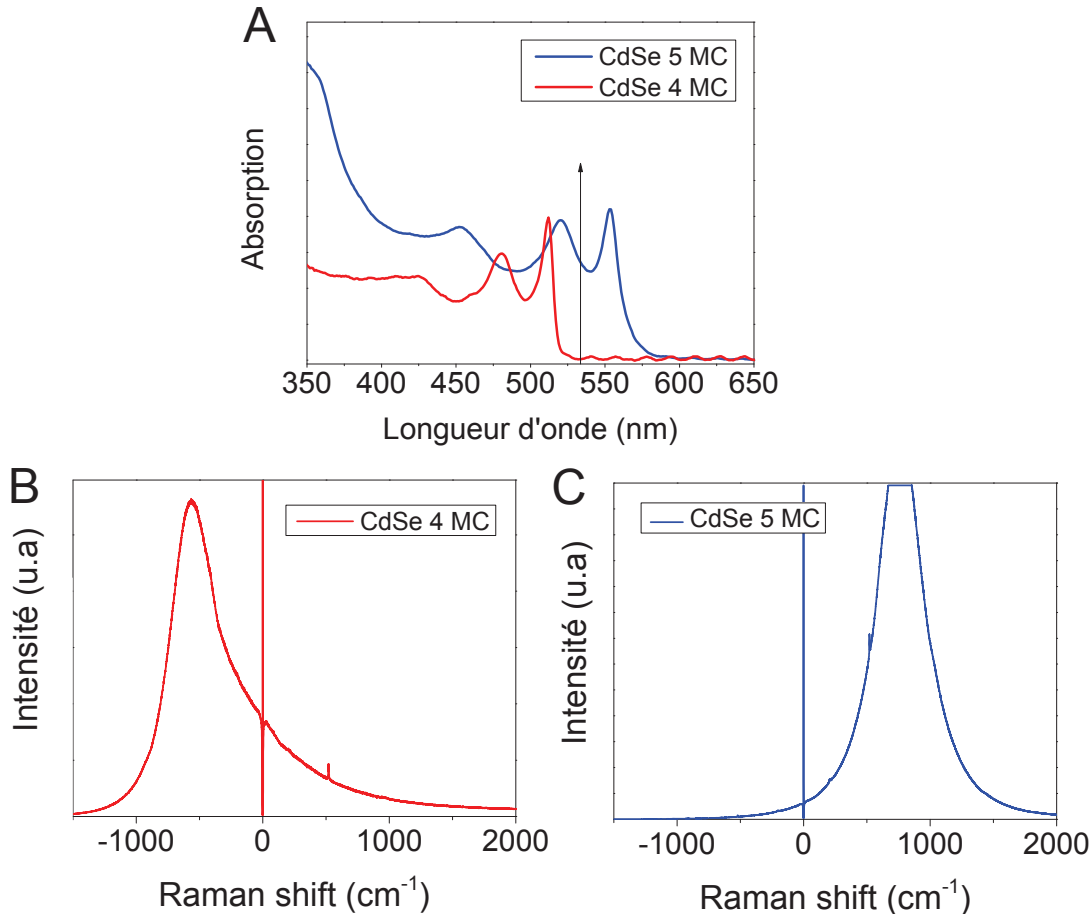 A
CdSe 5 MC
CdSe 4 MC
Absorption
350 400 450 500 550 600 650
Longueur d'onde (nm)
B
CdSe 4 MC
Intensité (u.a)
-1000 0 1000 2000
Raman shift (cm⁻¹)
C
CdSe 5 MC
Intensité (u.a)
-1000 0 1000 2000
Raman shift (cm⁻¹)